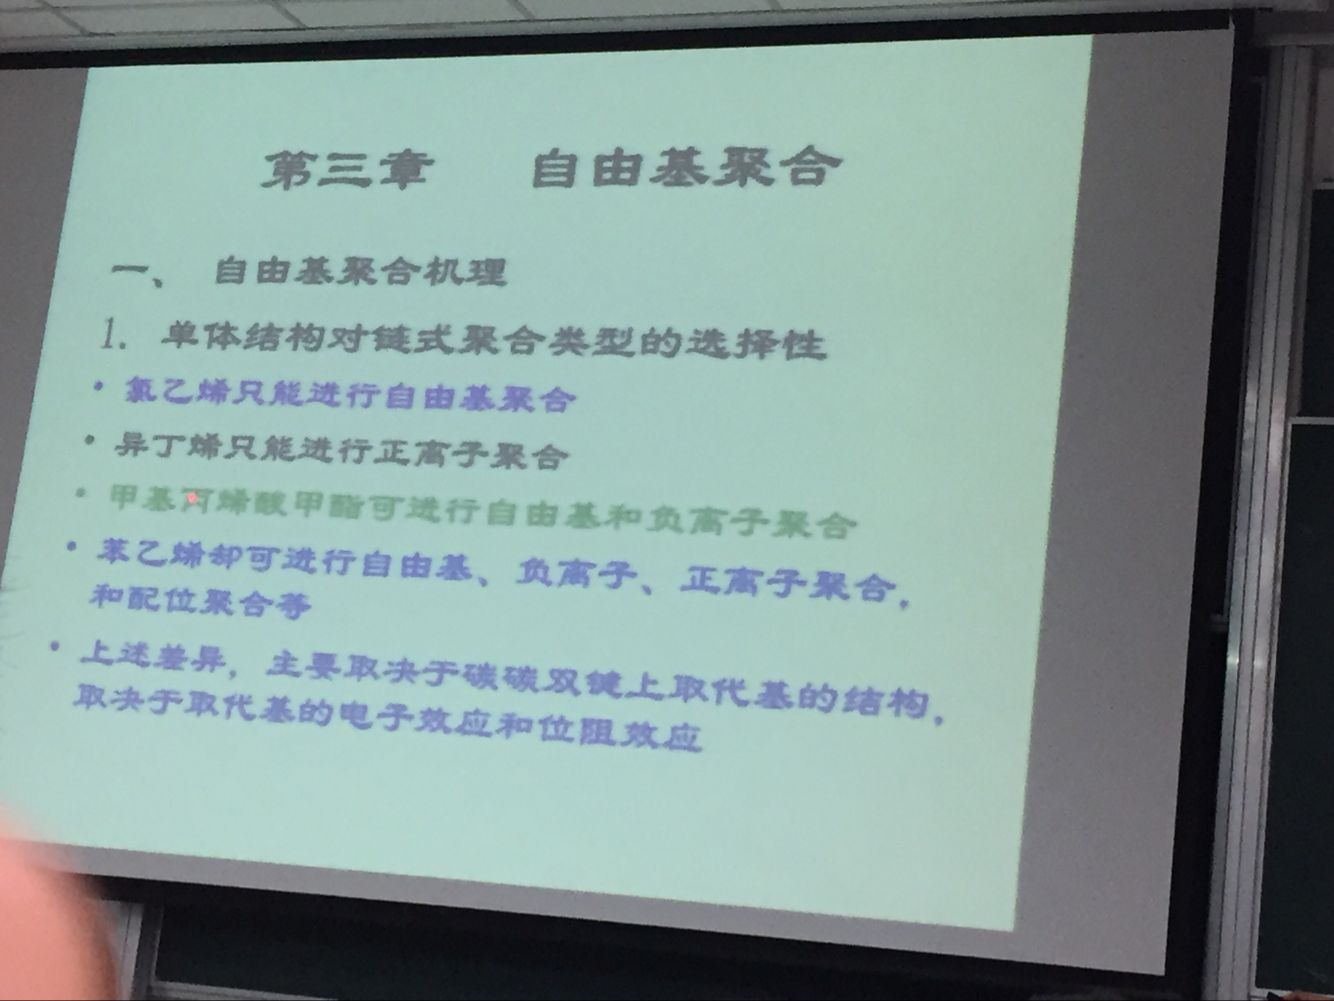 第三章 自由基聚合
一、 自由基聚合机理
1. 单体结构对链式聚合类型的选择性
• 氯乙烯只能进行自由基聚合
• 异丁烯只能进行正离子聚合
• 甲基丙烯酸甲酯可进行自由基和负离子聚合
• 苯乙烯却可进行自由基、负离子、正离子聚合，
和配位聚合等
• 上述差异，主要取决于碳碳双键上取代基的结构，
取决于取代基的电子效应和位阻效应